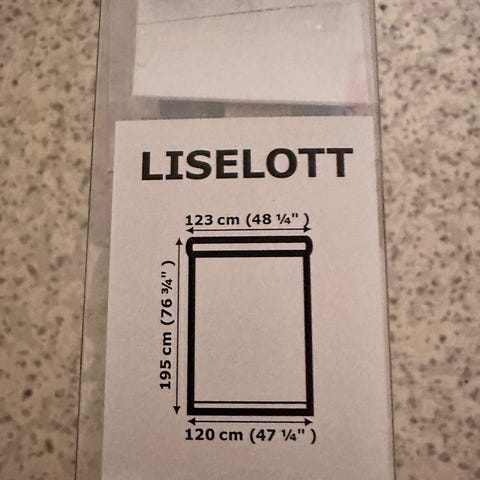 LISELOTT
123 cm (48 ¼" )
195 cm (76 ¾" )
120 cm (47 ¼" )